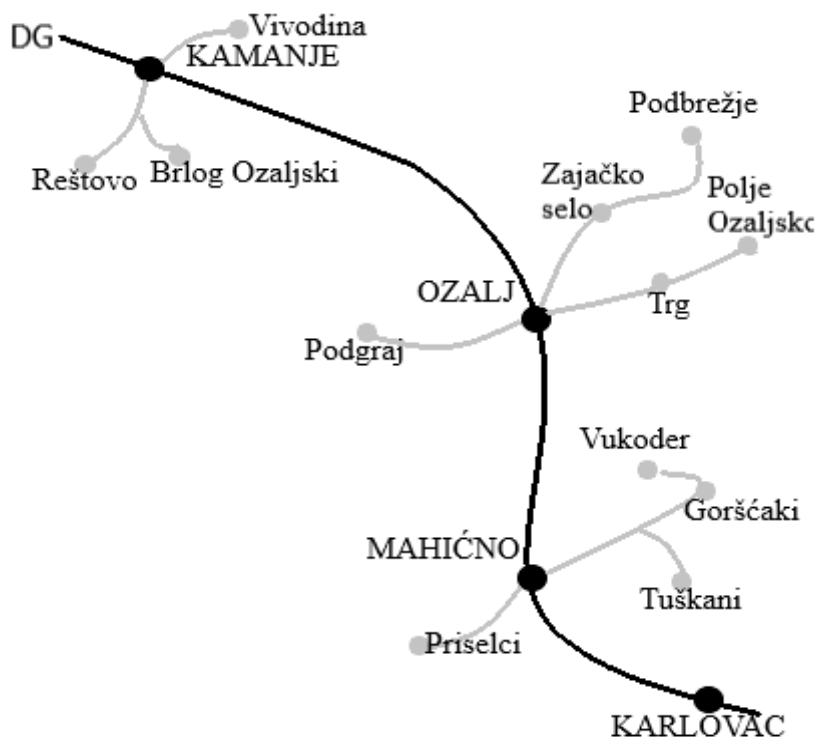 Vivodina
DG
KAMANJE
Podbrežje
Reštovo
Brlog Ozaljski
Zajačko
selo
Polje
Ozaljsko
OZALJ
Trg
Podgraj
Vukoder
Goršćaki
MAHIĆNO
Tuškani
Priselci
KARLOVAC